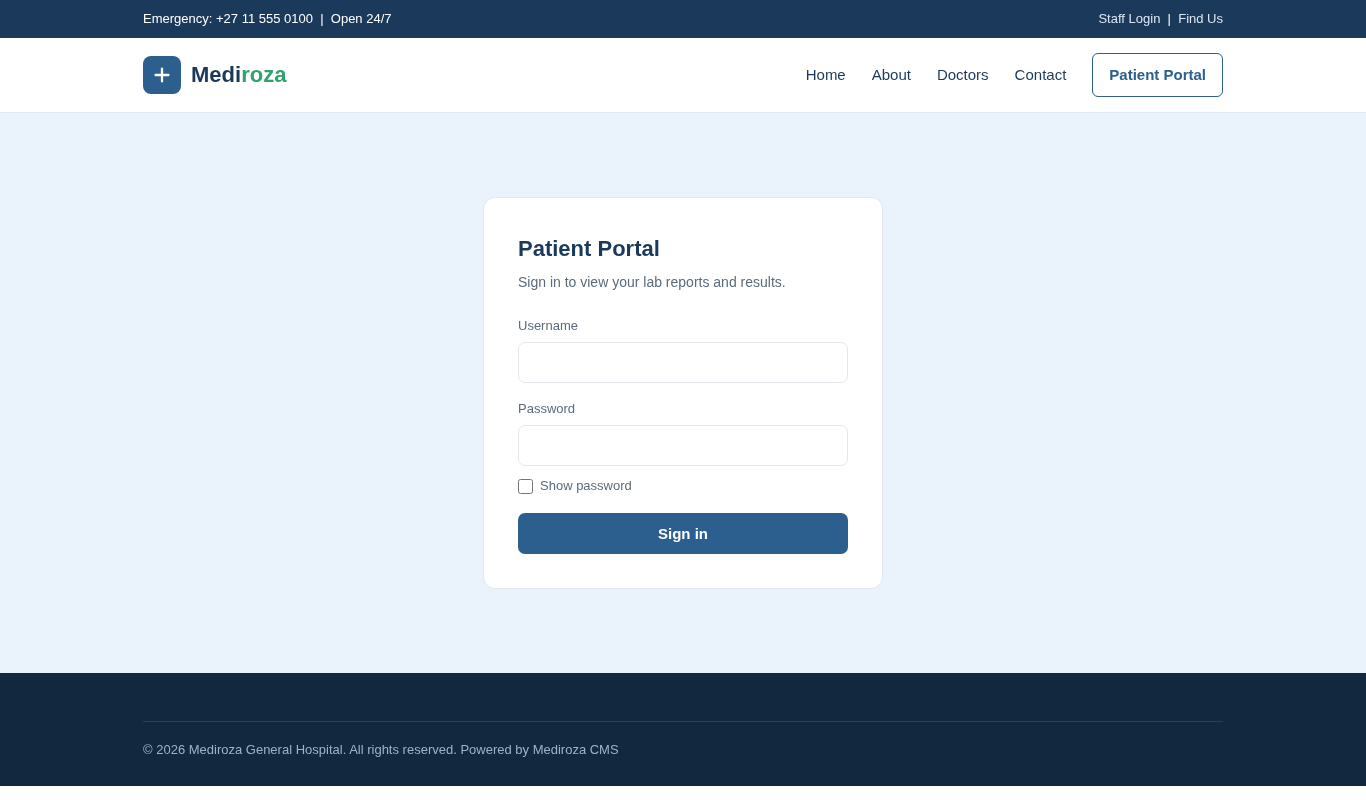 Emergency: +27 11 555 0100 | Open 24/7
Staff Login | Find Us
Mediroza
Home About Doctors Contact Patient Portal
Patient Portal
Sign in to view your lab reports and results.
Username
Password
Show password
Sign in
© 2026 Mediroza General Hospital. All rights reserved. Powered by Mediroza CMS